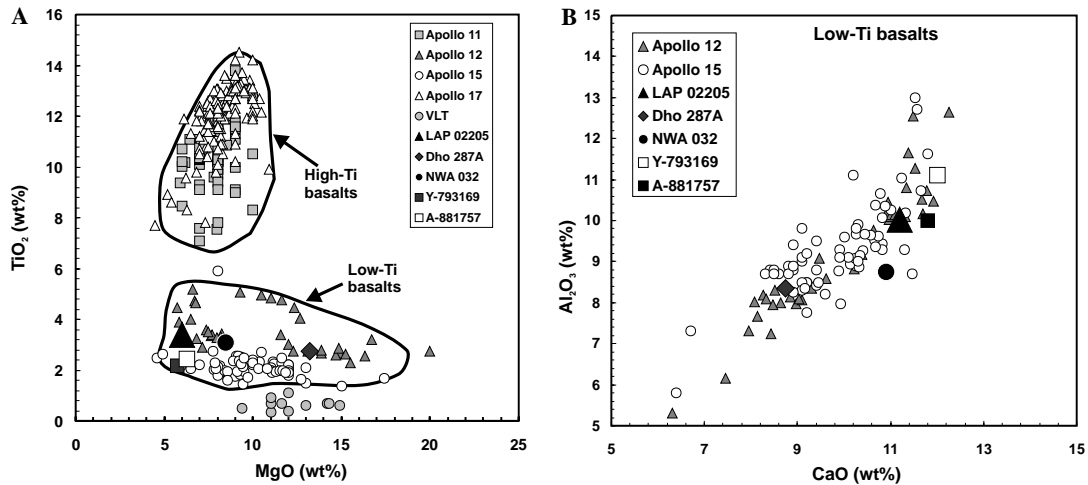 A
TiO₂ (wt%)
16
14
12
10
8
6
4
2
0
0
5
10
15
20
25
MgO (wt%)
High-Ti
basalts
Low-Ti
basalts
Apollo 11
Apollo 12
Apollo 15
Apollo 17
VLT
LAP 02205
Dho 287A
NWA 032
Y-793169
A-881757
B
Low-Ti basalts
Al₂O₃ (wt%)
15
14
13
12
11
10
9
8
7
6
5
5
7
9
11
13
15
CaO (wt%)
Apollo 12
Apollo 15
LAP 02205
Dho 287A
NWA 032
Y-793169
A-881757